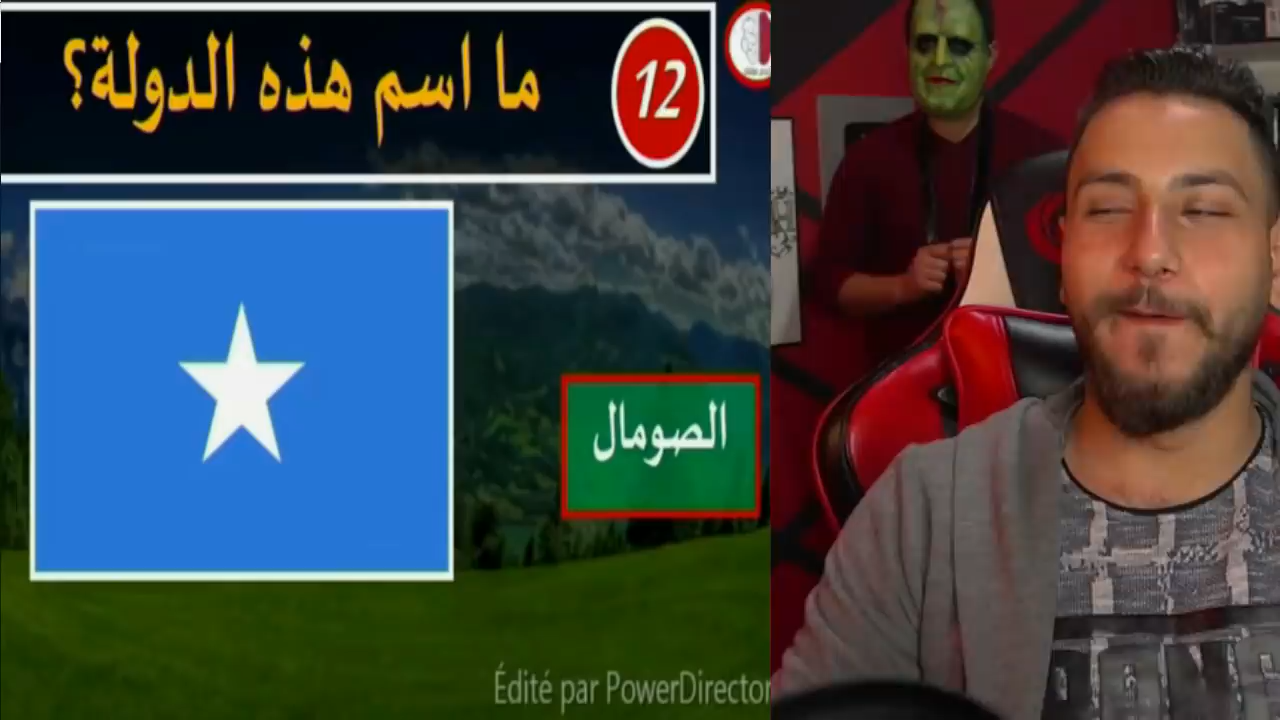 ما اسم هذه الدولة؟
12
الصومال
Édité par PowerDirector